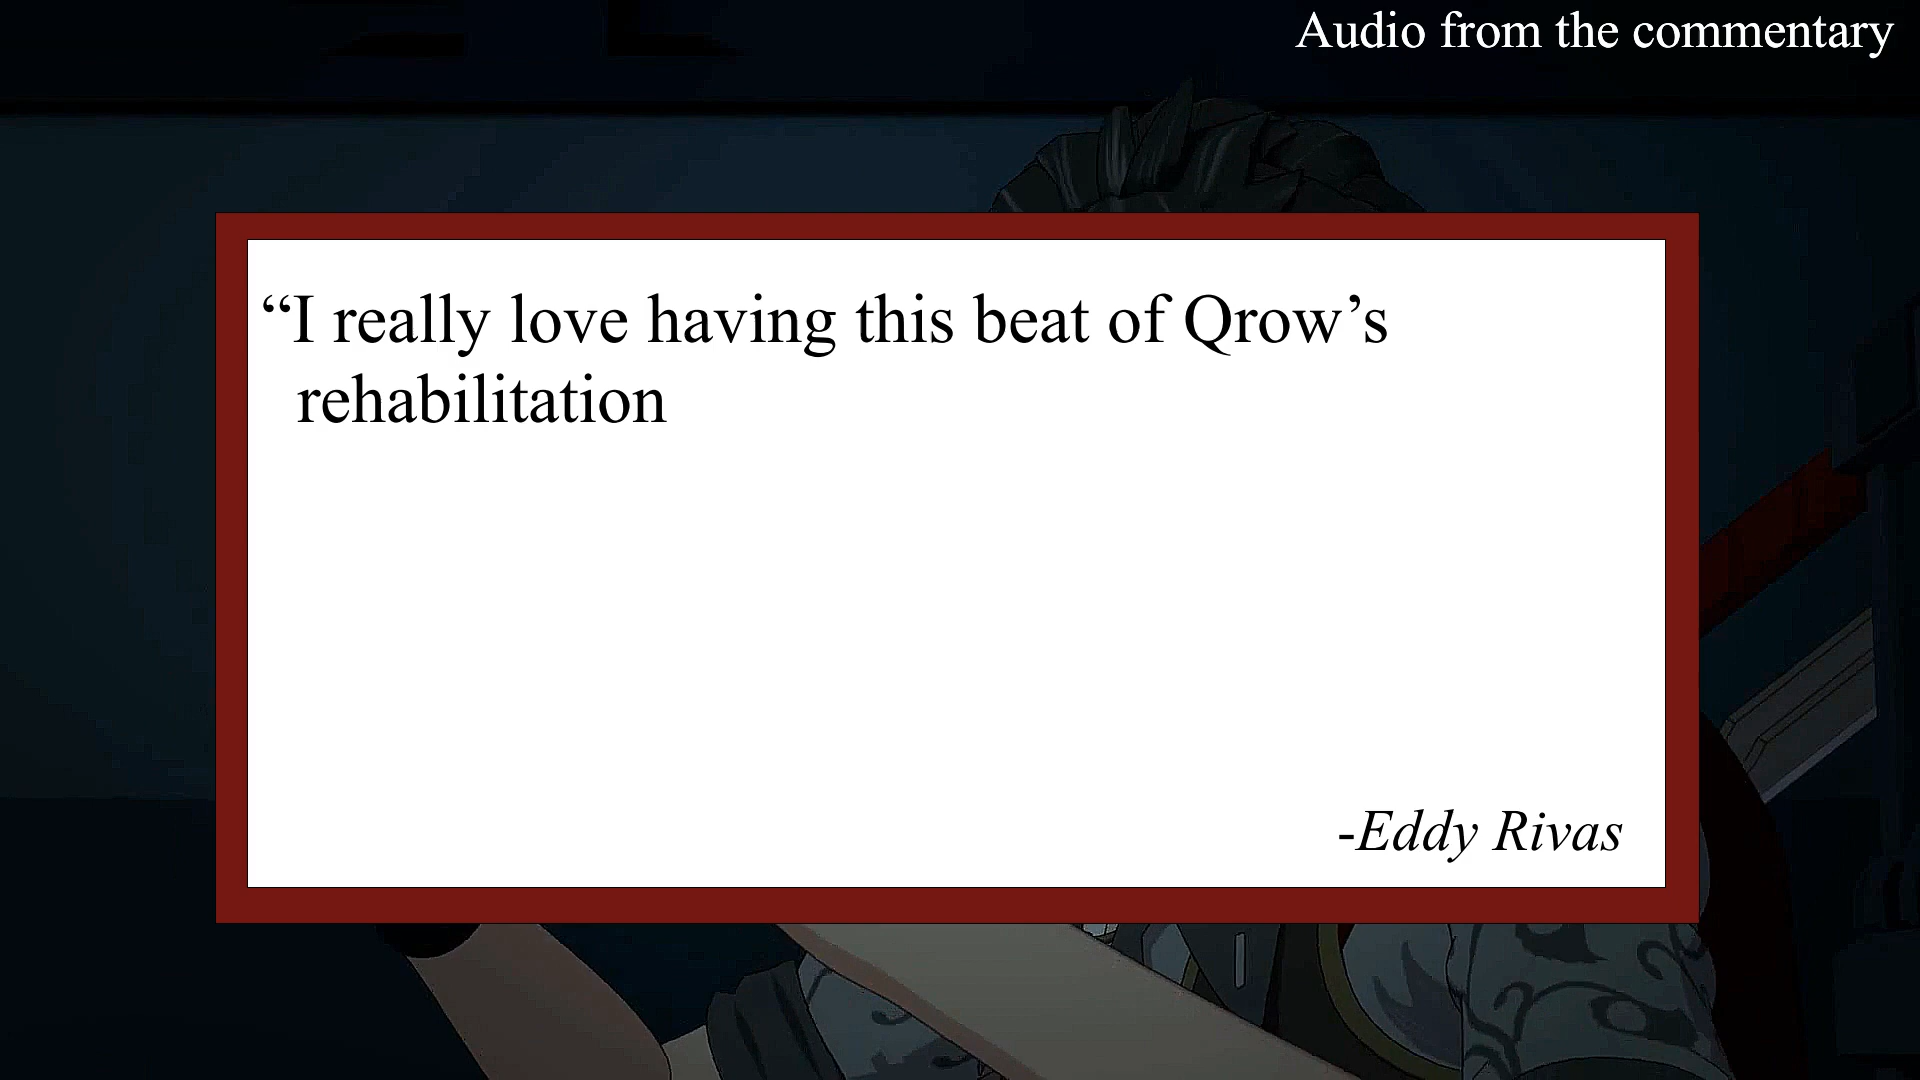 Audio from the commentary
“I really love having this beat of Qrow’s
rehabilitation
-Eddy Rivas